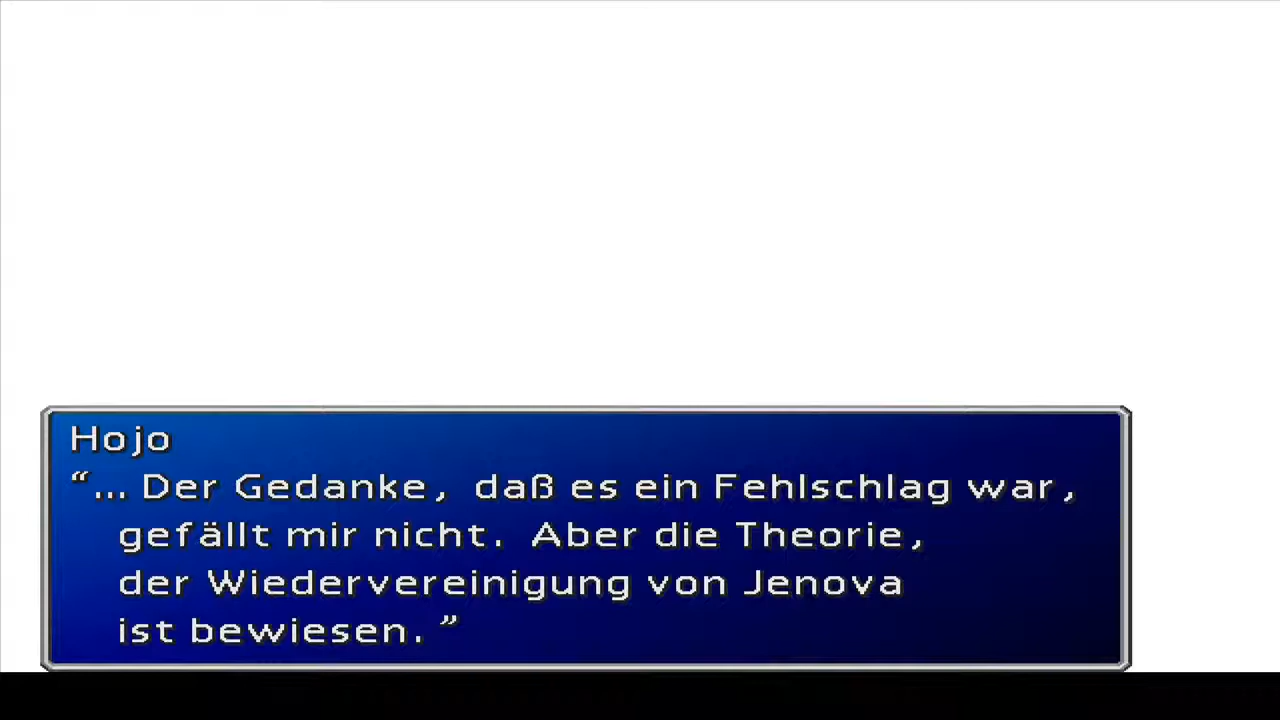 Hojo
“... Der Gedanke, daß es ein Fehlschlag war,
gefällt mir nicht. Aber die Theorie,
der Wiedervereinigung von Jenova
ist bewiesen.”